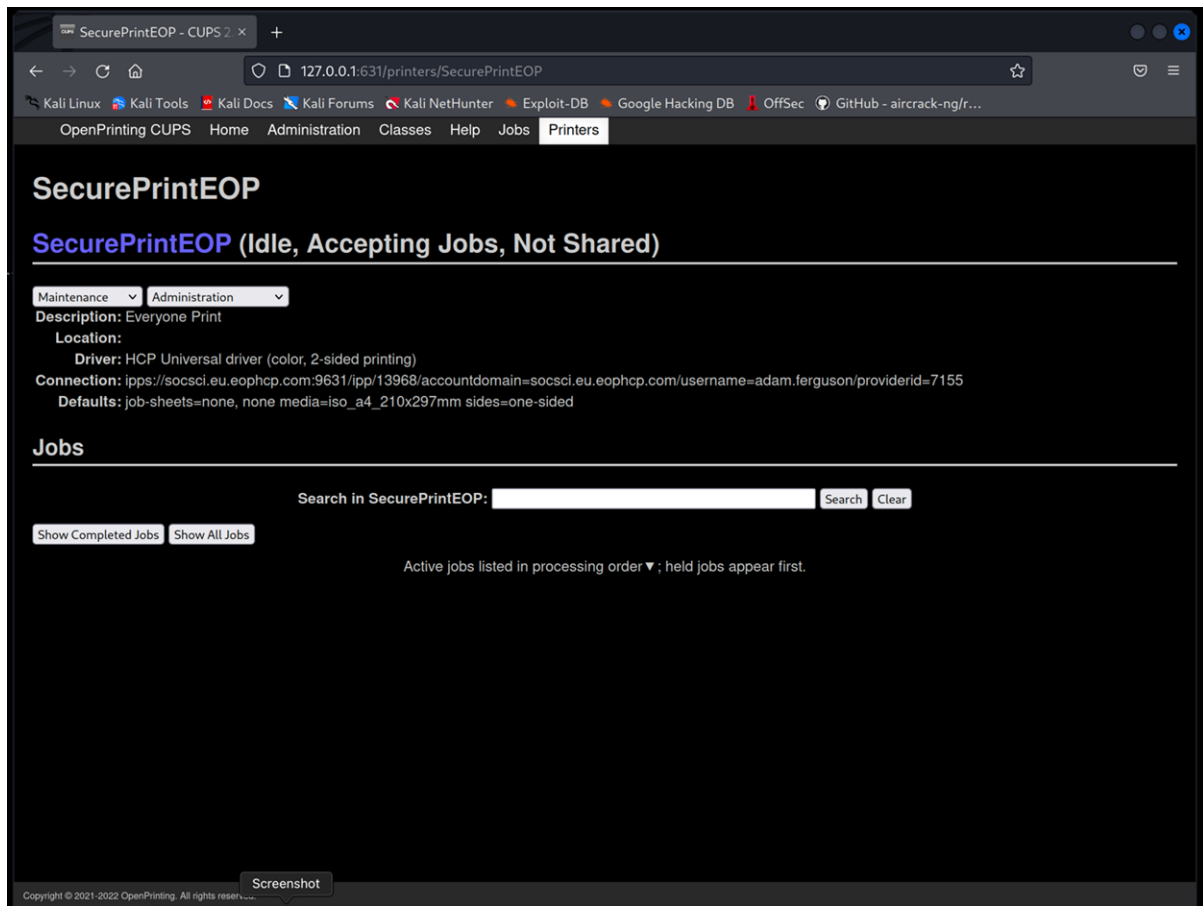 SecurePrintEOP - CUPS 2.
127.0.0.1:631/printers/SecurePrintEOP
Kali Linux Kali Tools Kali Docs Kali Forums Kali NetHunter Exploit-DB Google Hacking DB OffSec GitHub - aircrack-ng/r...
OpenPrinting CUPS Home Administration Classes Help Jobs Printers
SecurePrintEOP
SecurePrintEOP (Idle, Accepting Jobs, Not Shared)
Maintenance Administration
Description: Everyone Print
Location:
Driver: HCP Universal driver (color, 2-sided printing)
Connection: ipps://socsci.eu.eophcp.com:9631/ipp/13968/accountdomain=socsci.eu.eophcp.com/username=adam.ferguson/providerid=7155
Defaults: job-sheets=none, none media=iso_a4_210x297mm sides=one-sided
Jobs
Search in SecurePrintEOP: Search Clear
Show Completed Jobs Show All Jobs
Active jobs listed in processing order▼; held jobs appear first.
Screenshot
Copyright © 2021-2022 OpenPrinting. All rights reserved.